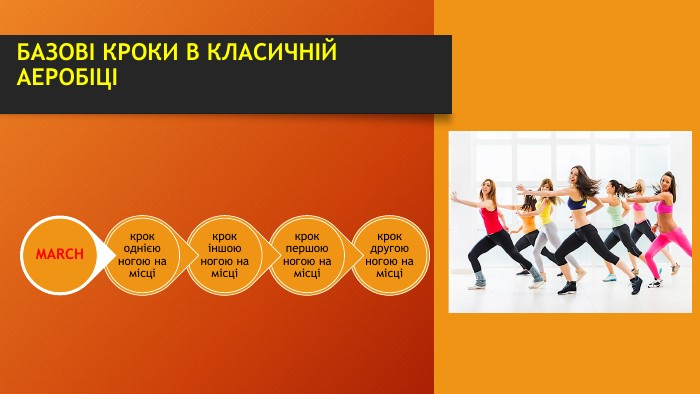 БАЗОВІ КРОКИ В КЛАСИЧНІЙ
АЕРОБІЦІ
MARCH
крок
однією
ногою на
місці
крок
іншою
ногою на
місці
крок
першою
ногою на
місці
крок
другою
ногою на
місці